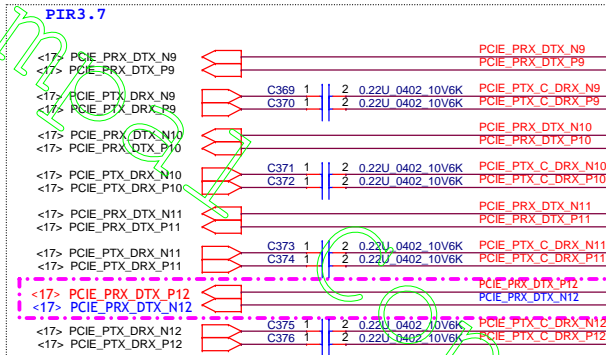 PIR3.7
<17> PCIE_PRX_DTX_N9 PCIE_PRX_DTX_N9
<17> PCIE_PRX_DTX_P9 PCIE_PRX_DTX_P9
<17> PCIE_PTX_DRX_N9 C369 1 2 0.22U_0402_10V6K PCIE_PTX_C_DRX_N9
<17> PCIE_PTX_DRX_P9 C370 1 2 0.22U_0402_10V6K PCIE_PTX_C_DRX_P9
<17> PCIE_PRX_DTX_N10 PCIE_PRX_DTX_N10
<17> PCIE_PRX_DTX_P10 PCIE_PRX_DTX_P10
<17> PCIE_PTX_DRX_N10 C371 1 2 0.22U_0402_10V6K PCIE_PTX_C_DRX_N10
<17> PCIE_PTX_DRX_P10 C372 1 2 0.22U_0402_10V6K PCIE_PTX_C_DRX_P10
<17> PCIE_PRX_DTX_N11 PCIE_PRX_DTX_N11
<17> PCIE_PRX_DTX_P11 PCIE_PRX_DTX_P11
<17> PCIE_PTX_DRX_N11 C373 1 2 0.22U_0402_10V6K PCIE_PTX_C_DRX_N11
<17> PCIE_PTX_DRX_P11 C374 1 2 0.22U_0402_10V6K PCIE_PTX_C_DRX_P11
<17> PCIE_PRX_DTX_P12 PCIE_PRX_DTX_P12
<17> PCIE_PRX_DTX_N12 PCIE_PRX_DTX_N12
<17> PCIE_PTX_DRX_N12 C375 1 2 0.22U_0402_10V6K PCIE_PTX_C_DRX_N12
<17> PCIE_PTX_DRX_P12 C376 1 2 0.22U_0402_10V6K PCIE_PTX_C_DRX_P12